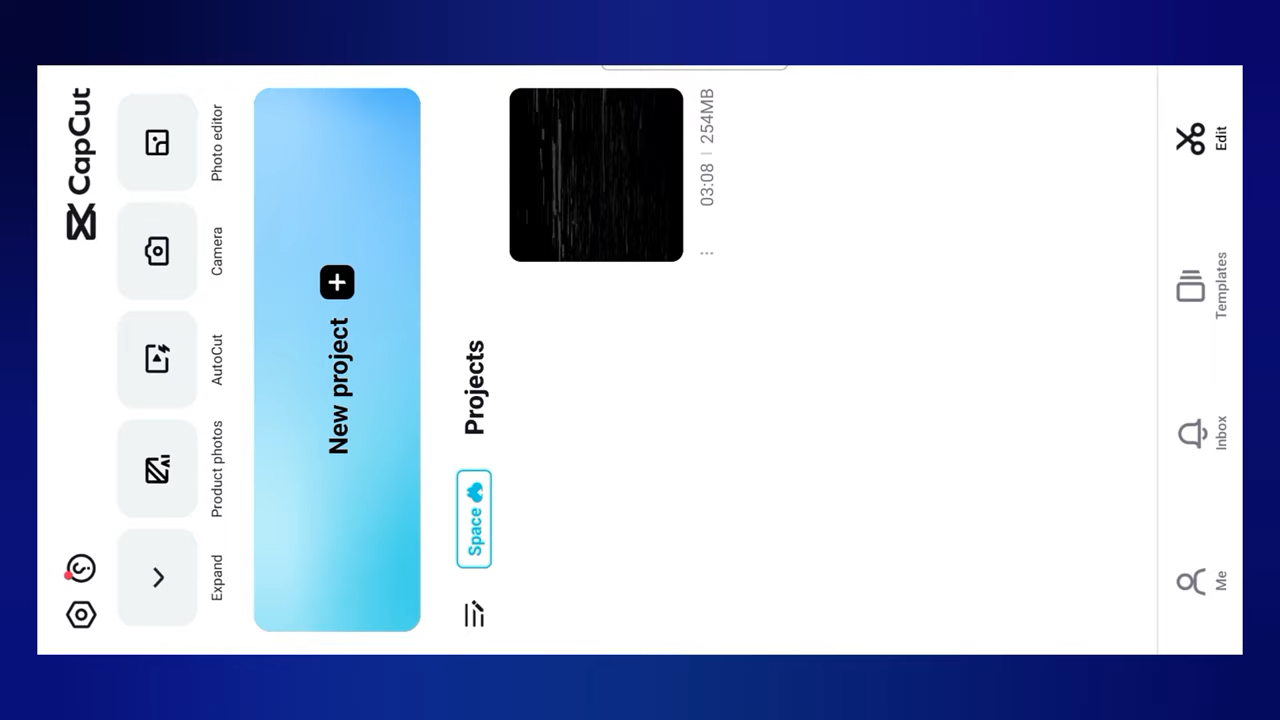 CapCut
Photo editor
Camera
AutoCut
Product photos
Expand
New project
Projects
Space
03:08 | 254MB
Edit
Templates
Inbox
Me